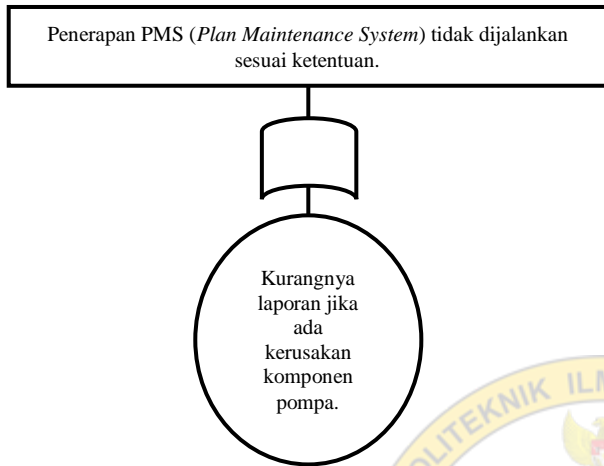 Penerapan PMS (Plan Maintenance System) tidak dijalankan
sesuai ketentuan.
Kurangnya
laporan jika
ada
kerusakan
komponen
pompa.